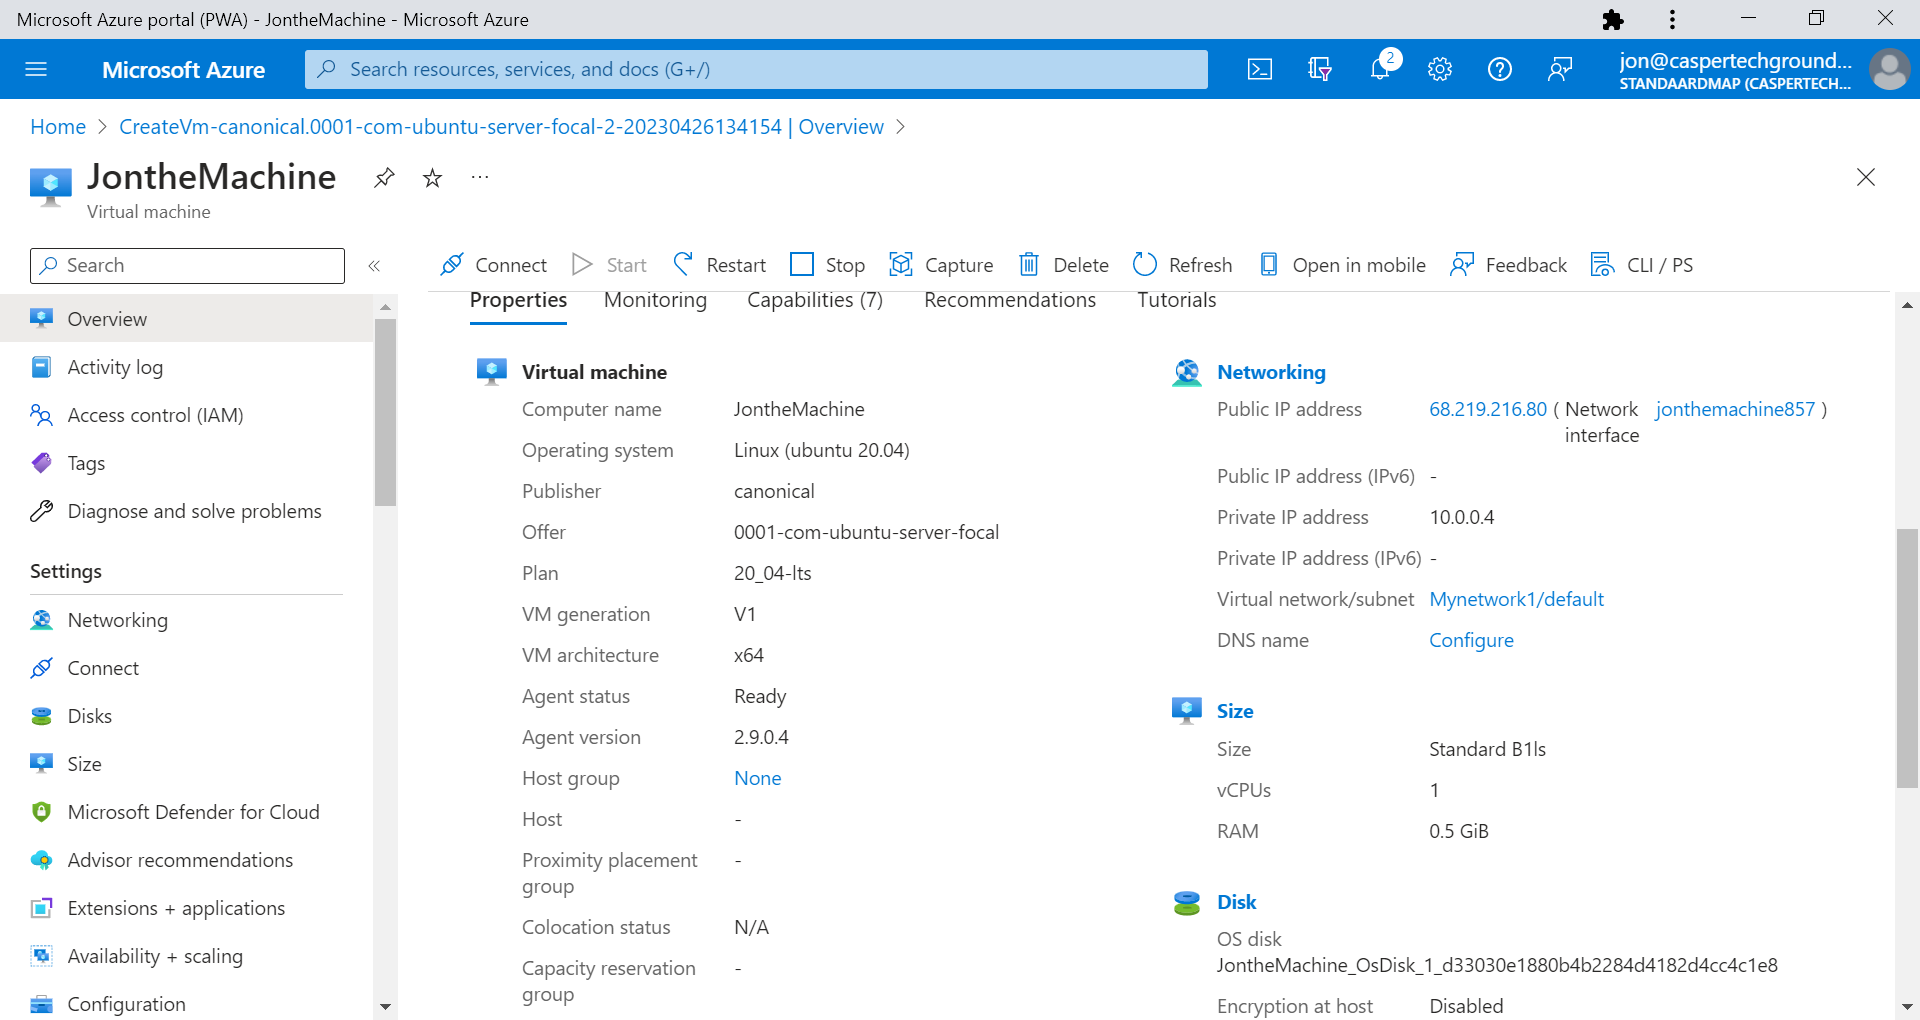 Microsoft Azure portal (PWA) - JontheMachine - Microsoft Azure
Microsoft Azure
Search resources, services, and docs (G+/)
2
jon@caspertechground...
STANDAARDMAP (CASPERTECH...
Home > CreateVm-canonical.0001-com-ubuntu-server-focal-2-20230426134154 | Overview >
JontheMachine
Virtual machine
Search
Connect Start Restart Stop Capture Delete Refresh Open in mobile Feedback CLI / PS
Overview
Activity log
Access control (IAM)
Tags
Diagnose and solve problems
Settings
Networking
Connect
Disks
Size
Microsoft Defender for Cloud
Advisor recommendations
Extensions + applications
Availability + scaling
Configuration
Properties Monitoring Capabilities (7) Recommendations Tutorials
Virtual machine
Computer name JontheMachine
Operating system Linux (ubuntu 20.04)
Publisher canonical
Offer 0001-com-ubuntu-server-focal
Plan 20_04-lts
VM generation V1
VM architecture x64
Agent status Ready
Agent version 2.9.0.4
Host group None
Host -
Proximity placement -
group
Colocation status N/A
Capacity reservation -
group
Networking
Public IP address 68.219.216.80 ( Network jonthemachine857 )
interface
Public IP address (IPv6) -
Private IP address 10.0.0.4
Private IP address (IPv6) -
Virtual network/subnet Mynetwork1/default
DNS name Configure
Size
Size Standard B1ls
vCPUs 1
RAM 0.5 GiB
Disk
OS disk
JontheMachine_OsDisk_1_d33030e1880b4b2284d4182d4cc4c1e8
Encryption at host Disabled